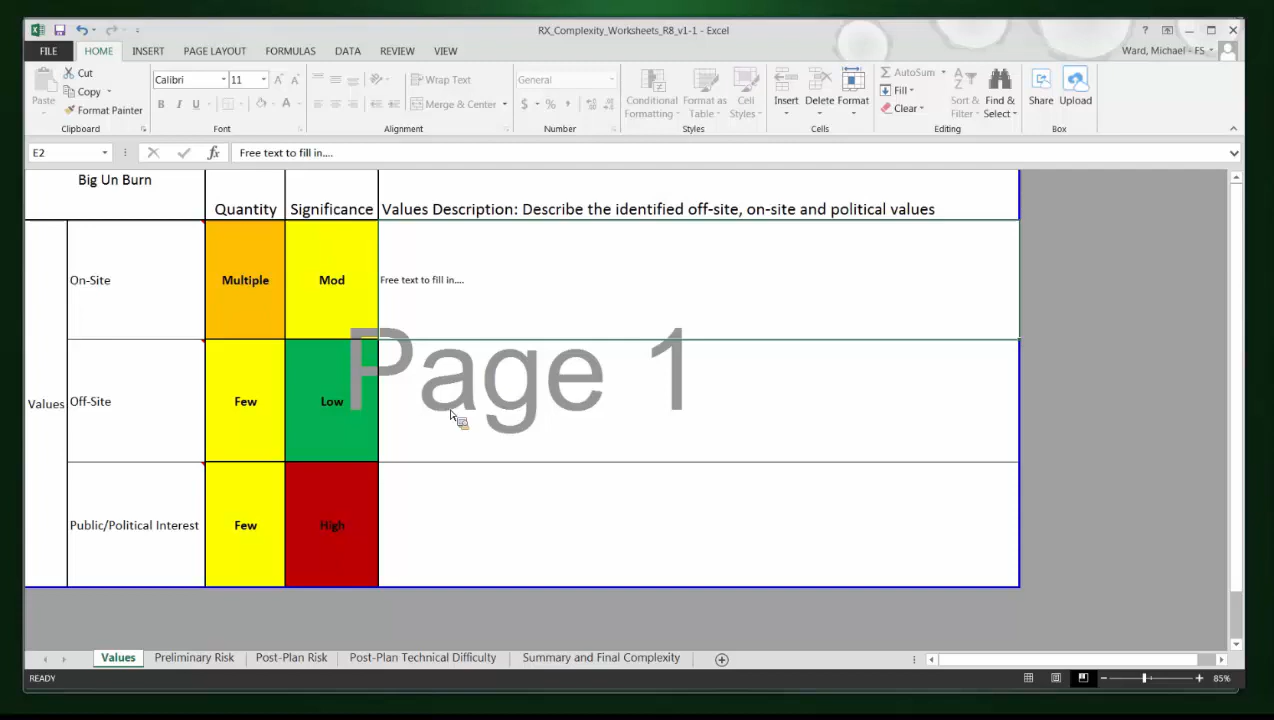 RX_Complexity_Worksheets_R8_v1-1 - Excel
FILE HOME INSERT PAGE LAYOUT FORMULAS DATA REVIEW VIEW Ward, Michael - FS
Paste
Cut
Copy
Format Painter
Clipboard
Calibri 11
B I U
Font
Wrap Text
Merge & Center
Alignment
General
$ % ,
Number
Conditional Formatting
Format as Table
Cell Styles
Styles
Insert Delete Format
Cells
AutoSum
Fill
Clear
Sort & Filter
Find & Select
Editing
Share Upload
Box
E2 fx Free text to fill in....
Big Un Burn
Quantity Significance Values Description: Describe the identified off-site, on-site and political values
On-Site Multiple Mod Free text to fill in....
Page 1
Values Off-Site Few Low
Public/Political Interest Few High
Values Preliminary Risk Post-Plan Risk Post-Plan Technical Difficulty Summary and Final Complexity
READY 85%